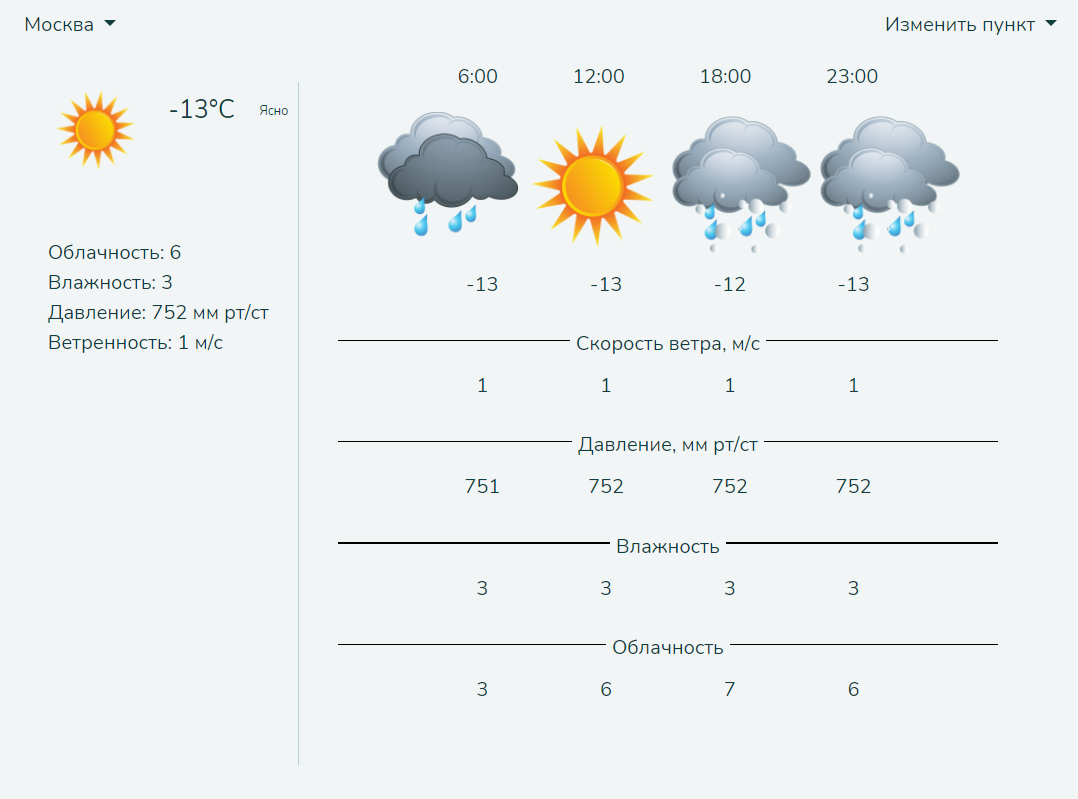 Москва
Изменить пункт
-13°C Ясно
Облачность: 6
Влажность: 3
Давление: 752 мм рт/ст
Ветренность: 1 м/с
6:00 12:00 18:00 23:00
-13 -13 -12 -13
Скорость ветра, м/с
1 1 1 1
Давление, мм рт/ст
751 752 752 752
Влажность
3 3 3 3
Облачность
3 6 7 6